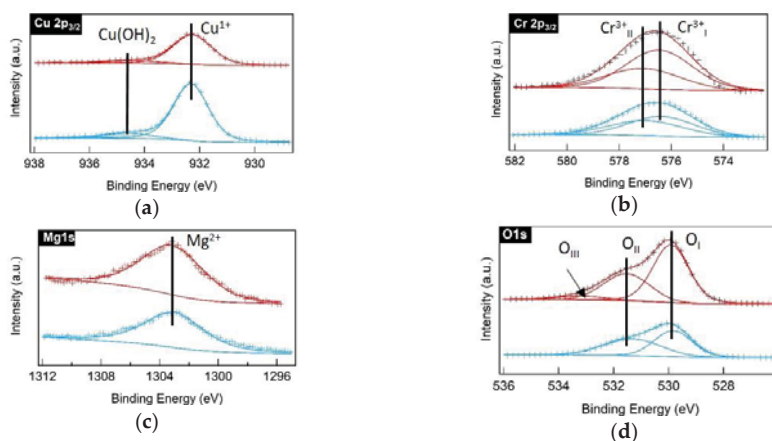 Cu 2p3/2
Cu(OH)2
Cu1+
Intensity (a.u.)
938 936 934 932 930
Binding Energy (eV)
(a)
Cr 2p3/2
Cr3+II
Cr3+I
Intensity (a.u.)
582 580 578 576 574
Binding Energy (eV)
(b)
Mg1s
Mg2+
Intensity (a.u.)
1312 1308 1304 1300 1296
Binding Energy (eV)
(c)
O1s
OIII
OII
OI
Intensity (a.u.)
536 534 532 530 528
Binding Energy (eV)
(d)